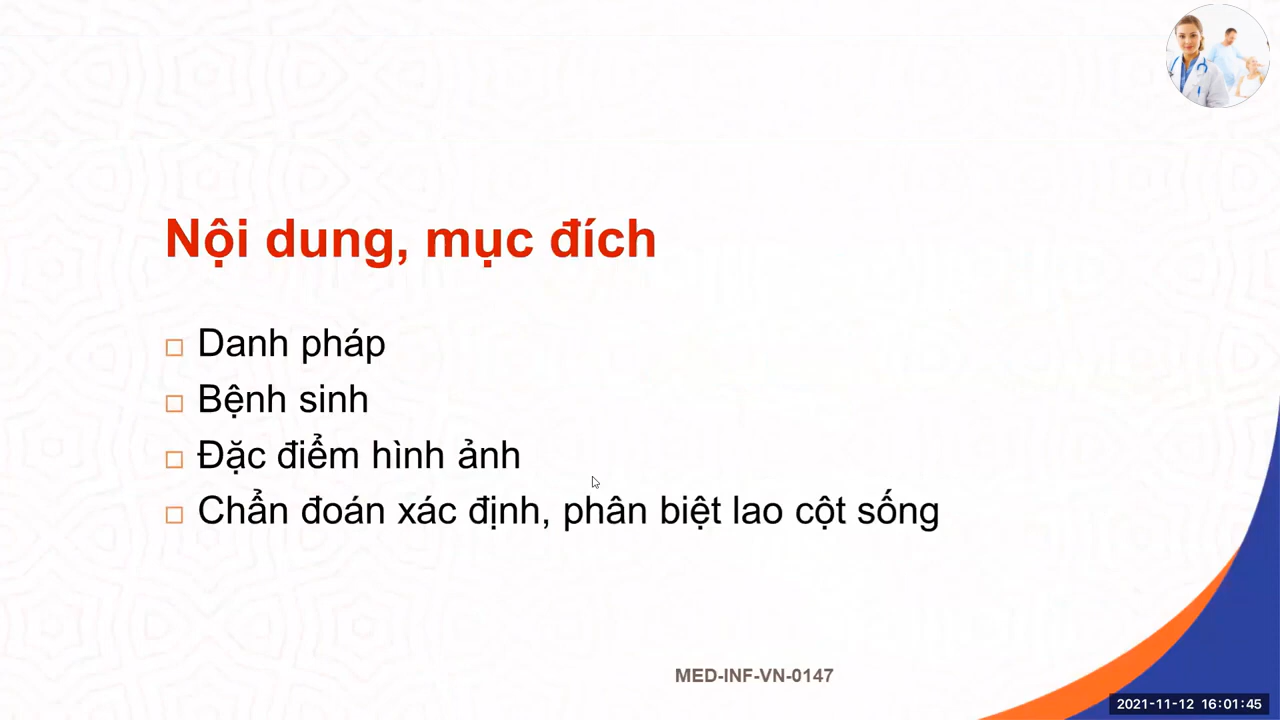 Nội dung, mục đích
Danh pháp
Bệnh sinh
Đặc điểm hình ảnh
Chẩn đoán xác định, phân biệt lao cột sống
MED-INF-VN-0147
2021-11-12 16:01:45